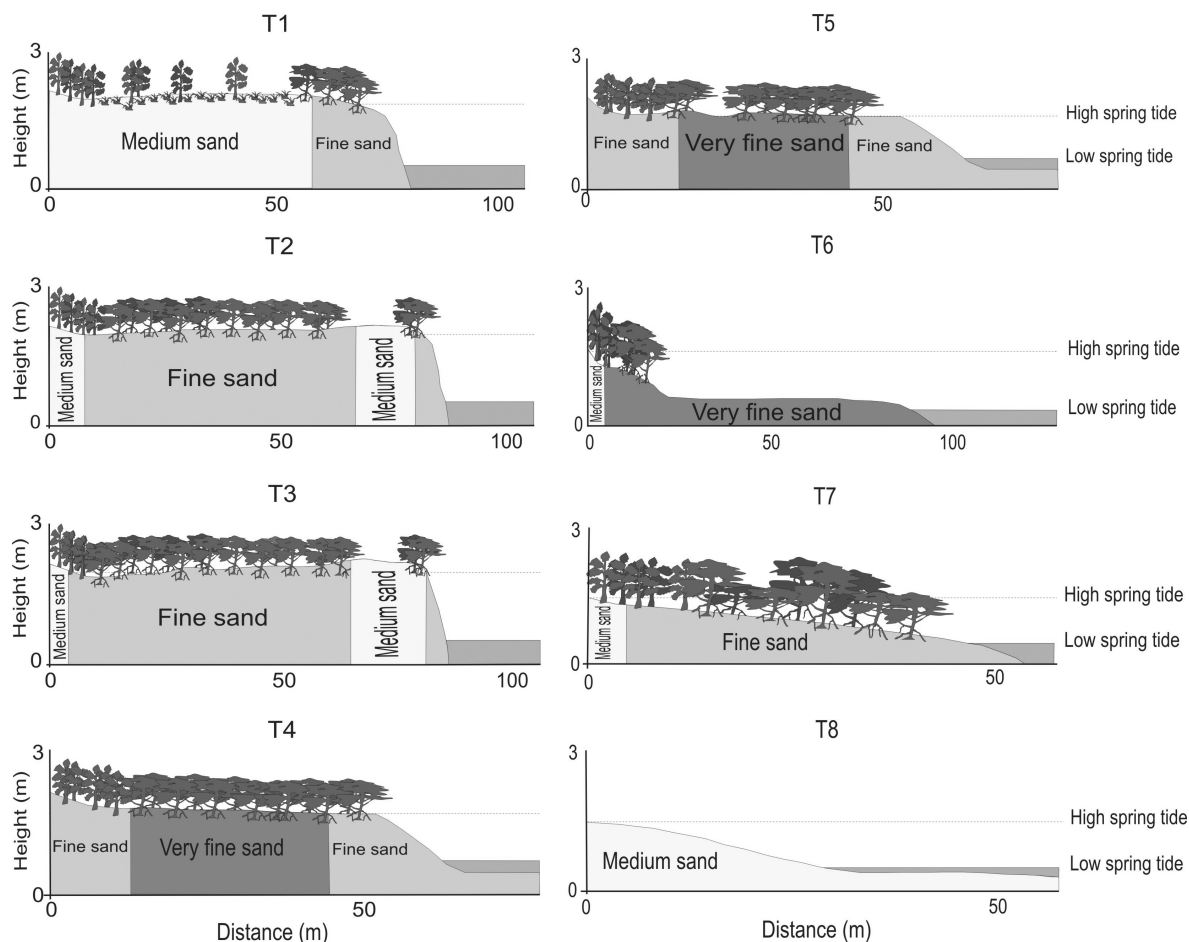 T1
3
Height (m)
0
Medium sand
Fine sand
0
50
100
T5
3
0
Fine sand
Very fine sand
Fine sand
High spring tide
Low spring tide
0
50
T2
3
Height (m)
0
Medium sand
Fine sand
Medium sand
0
50
100
T6
3
0
Medium sand
Very fine sand
High spring tide
Low spring tide
0
50
100
T3
3
Height (m)
0
Medium sand
Fine sand
Medium sand
0
50
100
T7
3
0
Medium sand
Fine sand
High spring tide
Low spring tide
0
50
T4
3
Height (m)
0
Fine sand
Very fine sand
Fine sand
0
50
Distance (m)
T8
3
0
Medium sand
High spring tide
Low spring tide
0
50
Distance (m)